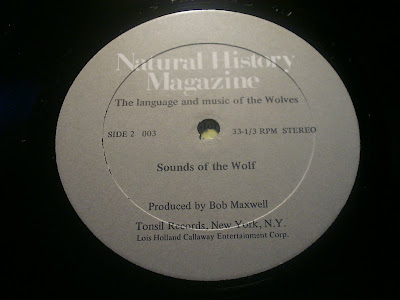 Natural History
Magazine
The language and music of the Wolves
SIDE 2 003 33-1/3 RPM STEREO
Sounds of the Wolf
Produced by Bob Maxwell
Tonsil Records, New York, N.Y.
Lois Holland Callaway Entertainment Corp.